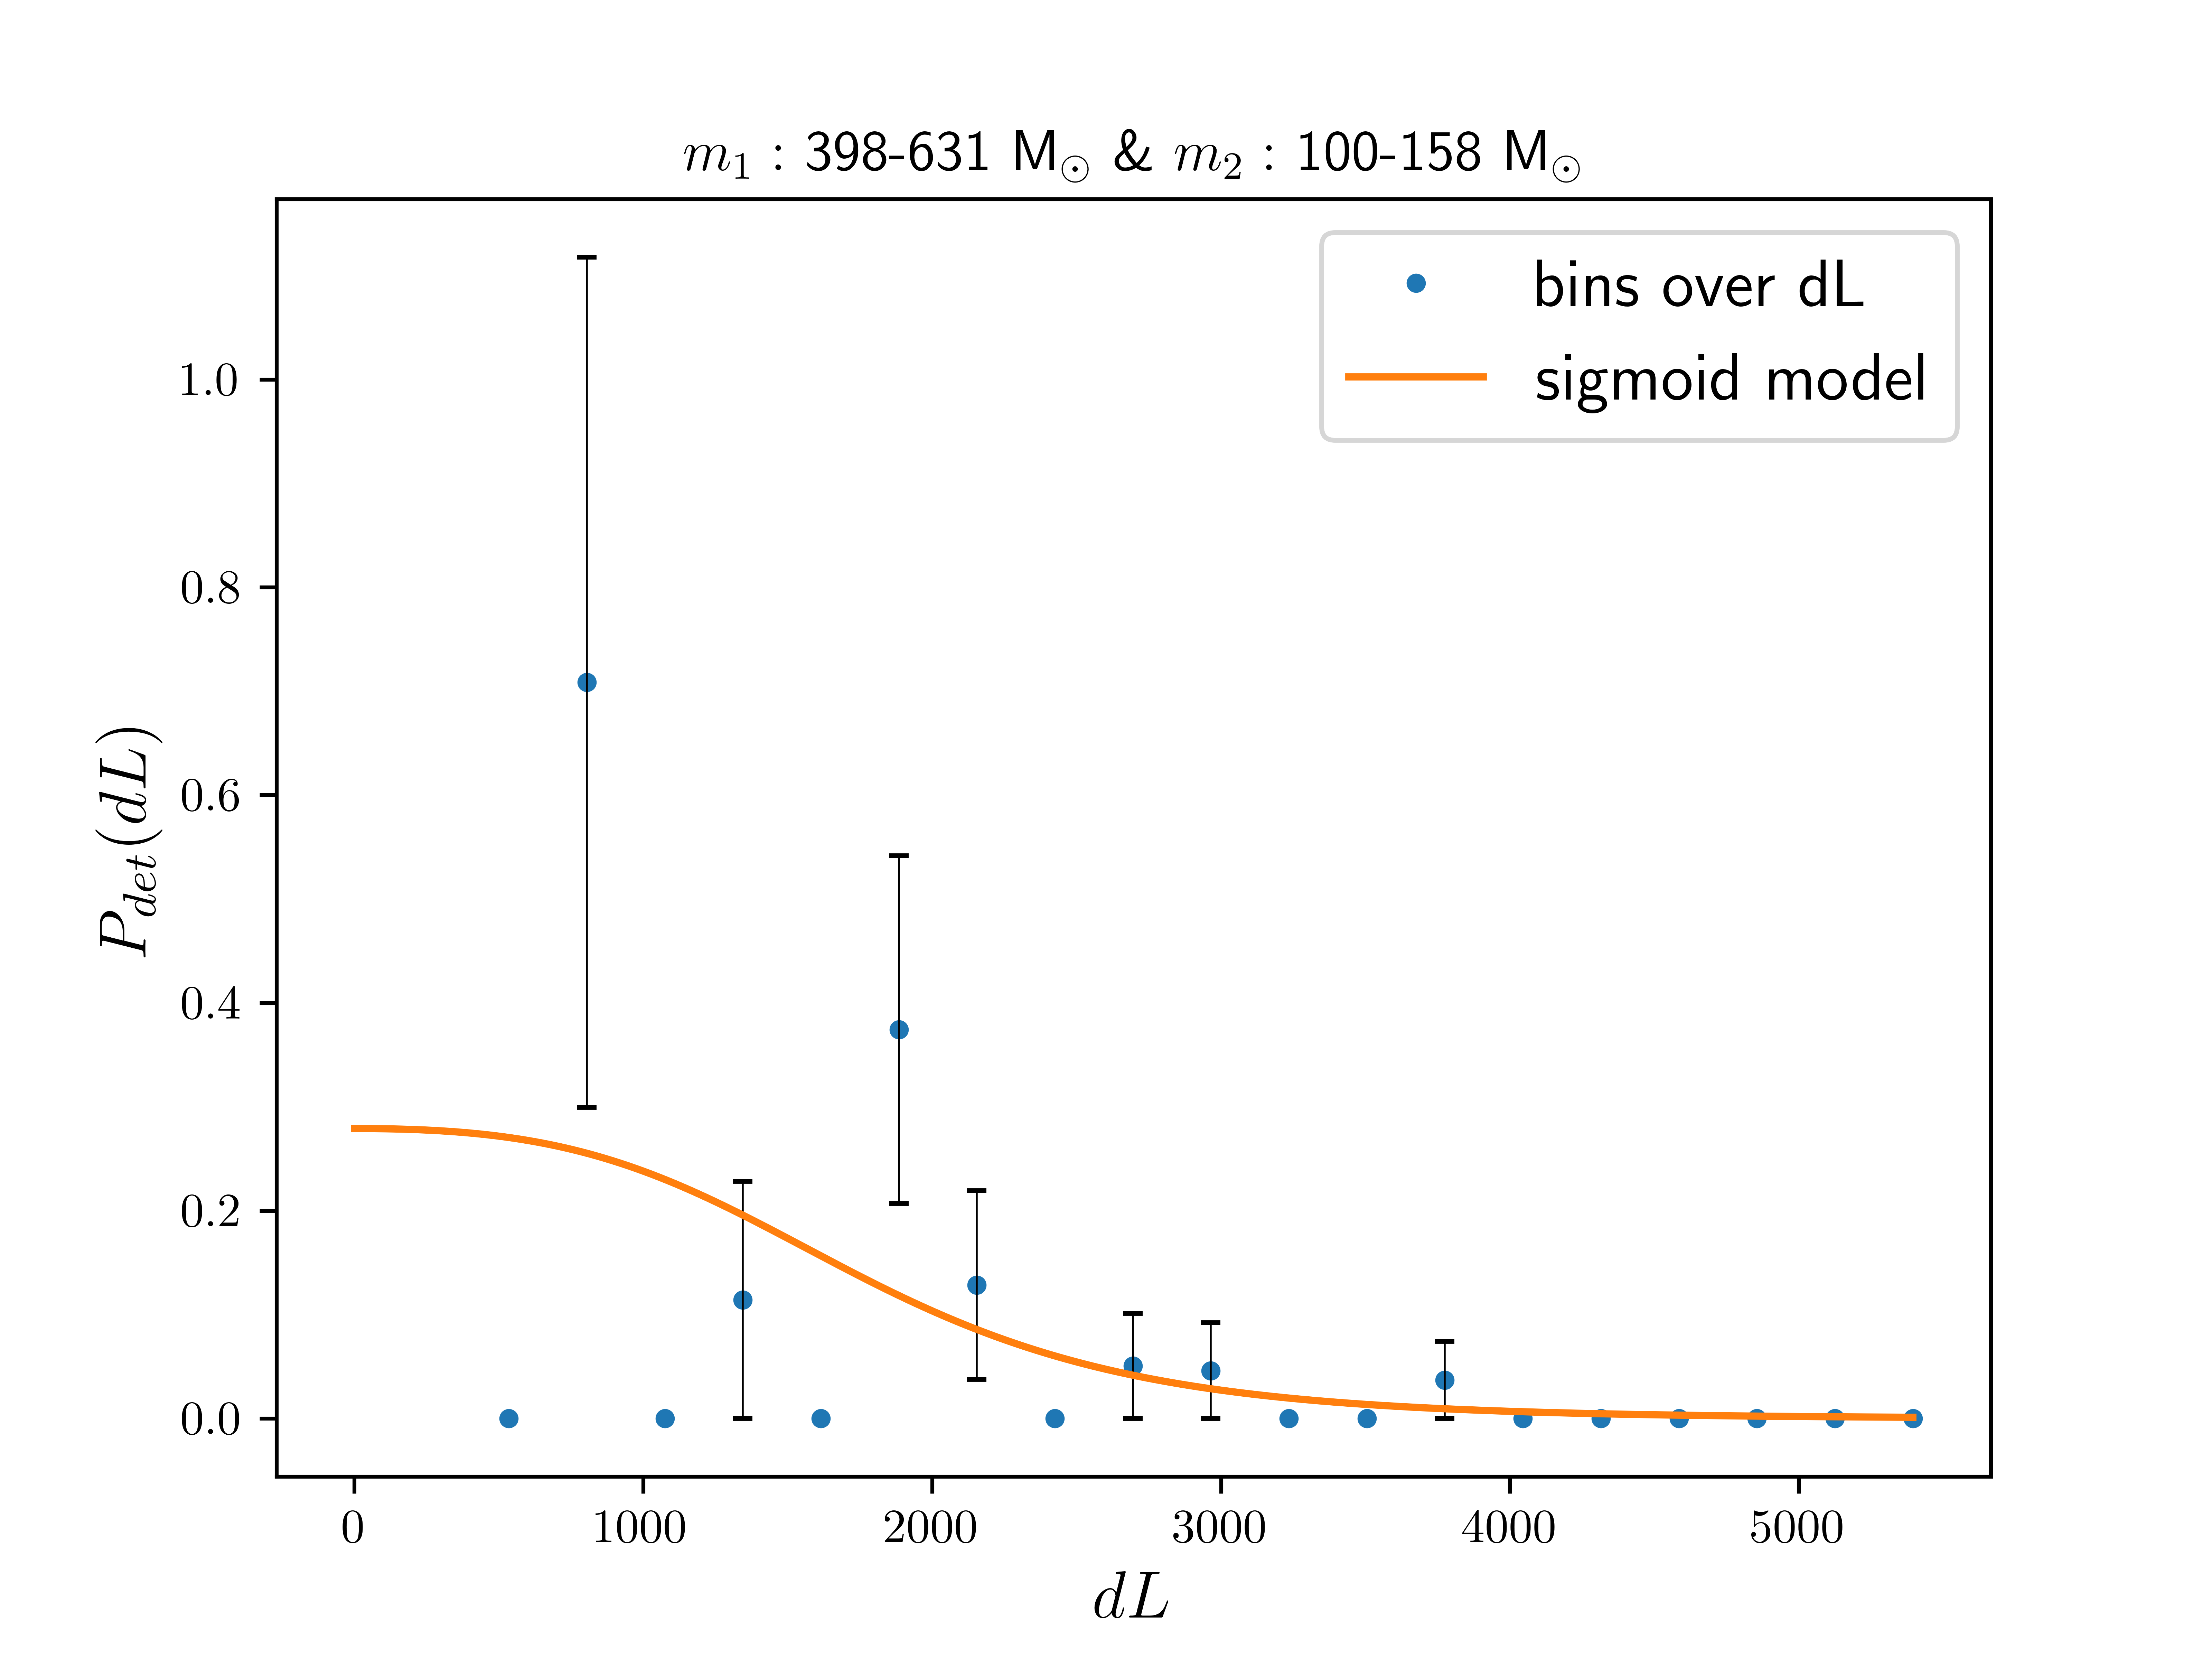 m₁ : 398-631 M⊙ & m₂ : 100-158 M⊙
bins over dL
sigmoid model
1.0
0.8
0.6
0.4
0.2
0.0
P_det(dL)
0 1000 2000 3000 4000 5000
dL